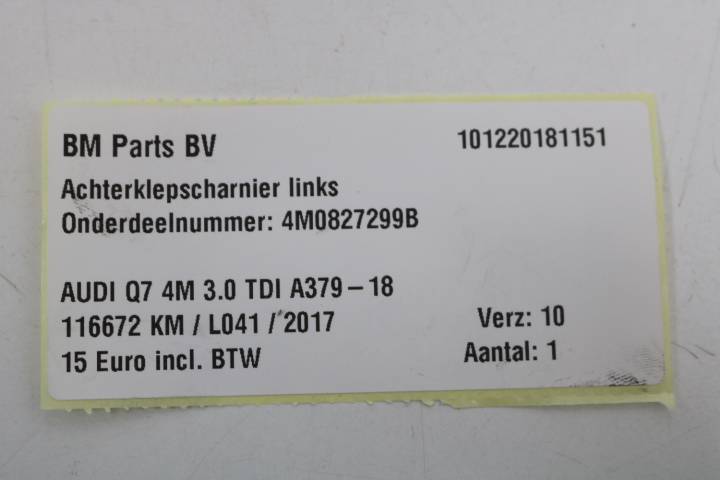 BM Parts BV 101220181151
Achterklepscharnier links
Onderdeelnummer: 4M0827299B
AUDI Q7 4M 3.0 TDI A379-18
116672 KM / L041 / 2017 Verz: 10
15 Euro incl. BTW Aantal: 1